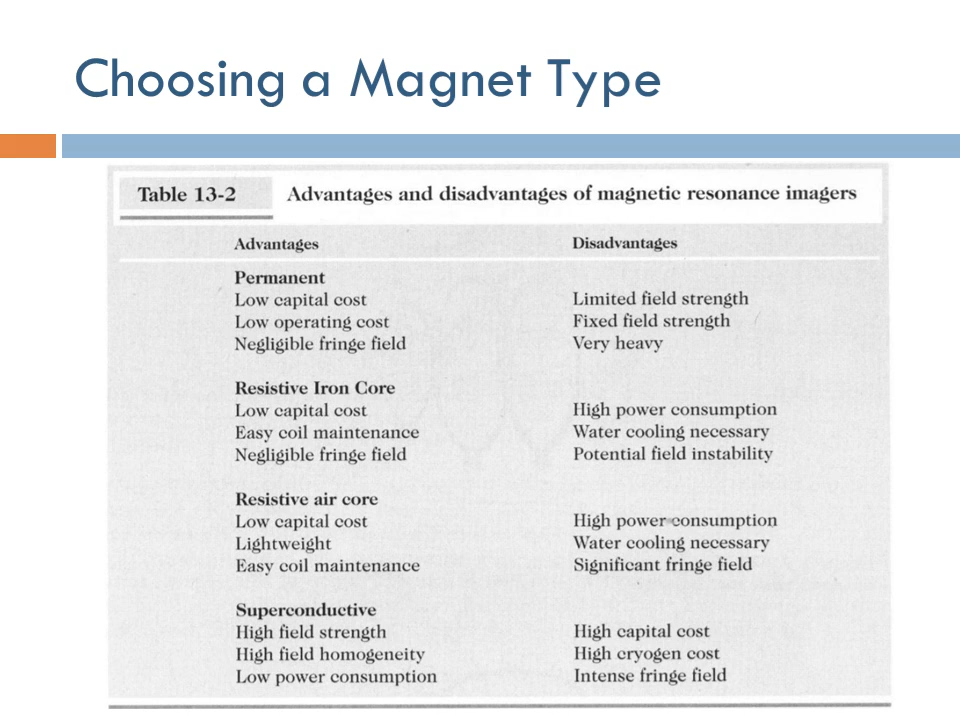 Choosing a Magnet Type
Table 13-2 Advantages and disadvantages of magnetic resonance imagers
Advantages Disadvantages
Permanent
Low capital cost Limited field strength
Low operating cost Fixed field strength
Negligible fringe field Very heavy
Resistive Iron Core
Low capital cost High power consumption
Easy coil maintenance Water cooling necessary
Negligible fringe field Potential field instability
Resistive air core
Low capital cost High power consumption
Lightweight Water cooling necessary
Easy coil maintenance Significant fringe field
Superconductive
High field strength High capital cost
High field homogeneity High cryogen cost
Low power consumption Intense fringe field